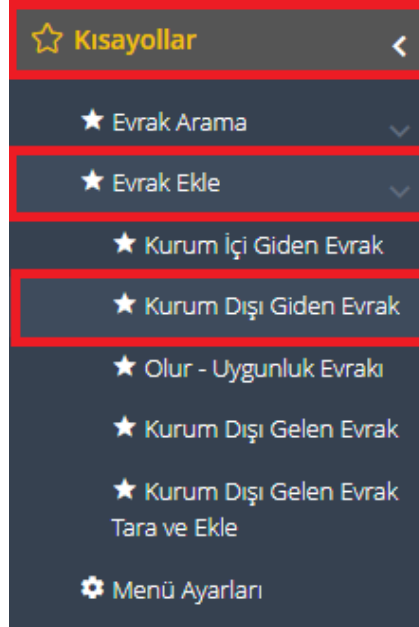 Kısayollar
Evrak Arama
Evrak Ekle
Kurum İçi Giden Evrak
Kurum Dışı Giden Evrak
Olur - Uygunluk Evrakı
Kurum Dışı Gelen Evrak
Kurum Dışı Gelen Evrak
Tara ve Ekle
Menü Ayarları